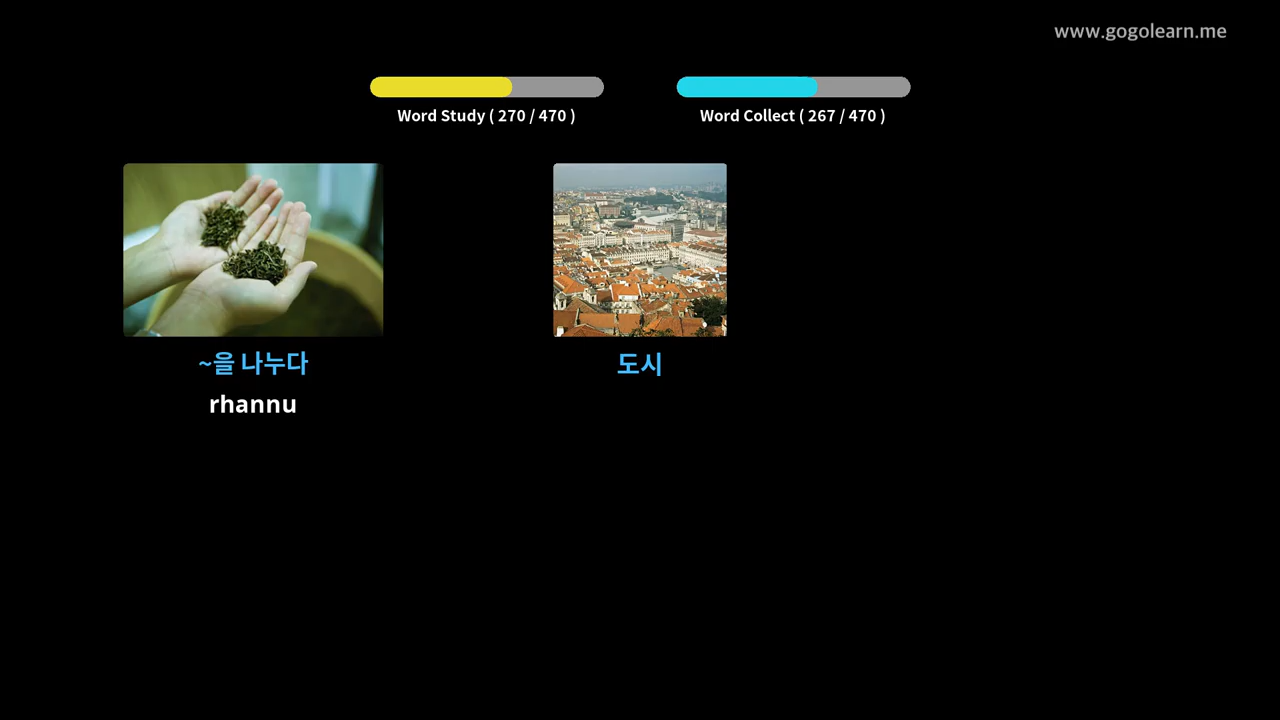 www.gogolearn.me
Word Study ( 270 / 470 )
Word Collect ( 267 / 470 )
~을 나누다
rhannu
도시